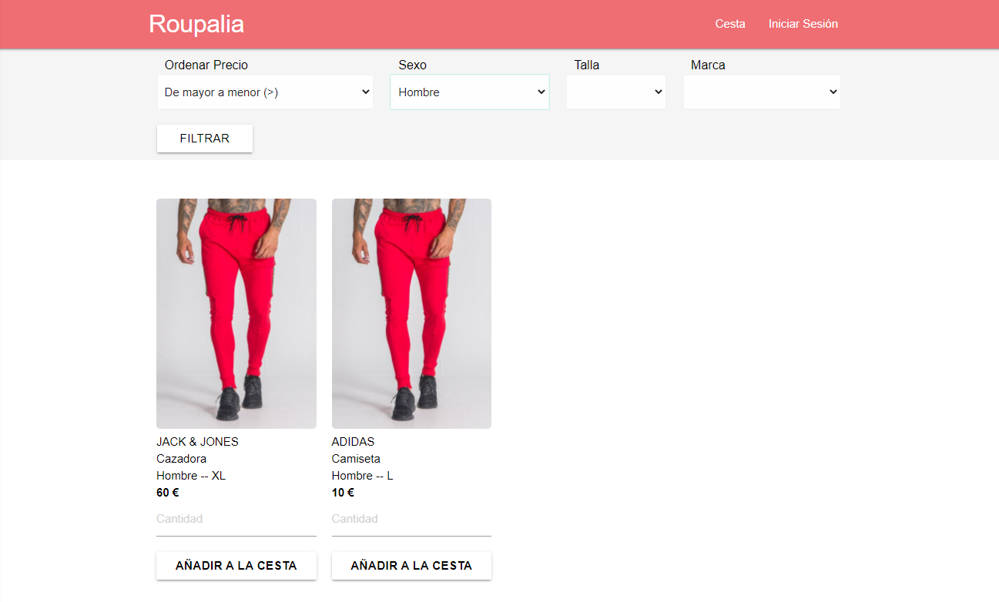 Roupalia
Cesta
Iniciar Sesión
Ordenar Precio
Sexo
Talla
Marca
De mayor a menor (>)
Hombre
FILTRAR
JACK & JONES
Cazadora
Hombre -- XL
60 €
Cantidad
AÑADIR A LA CESTA
ADIDAS
Camiseta
Hombre -- L
10 €
Cantidad
AÑADIR A LA CESTA